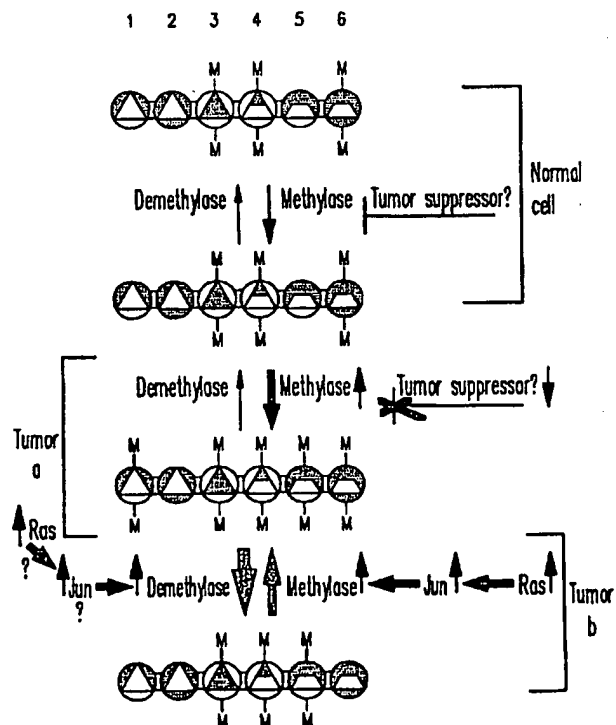 1 2 3 4 5 6
M M M
M M M
Demethylase Methylase Tumor suppressor?
Normal
cell
M M M
M M M
Demethylase Methylase Tumor suppressor?
Tumor
a
M M M M M
M M M M M
Ras
?
Jun
?
Demethylase Methylase Jun Ras
Tumor
b
M M M
M M M